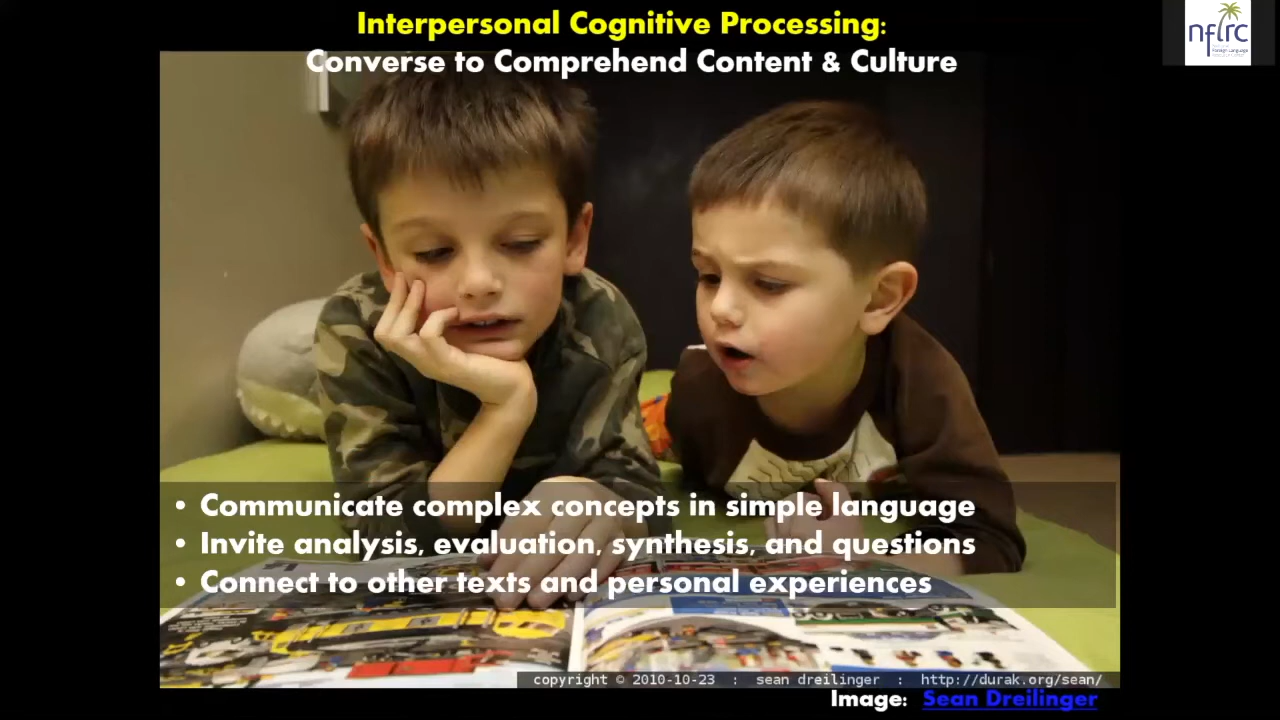 Interpersonal Cognitive Processing:
Converse to Comprehend Content & Culture
nflrc
• Communicate complex concepts in simple language
• Invite analysis, evaluation, synthesis, and questions
• Connect to other texts and personal experiences
copyright © 2010-10-23 : sean dreilinger : http://durak.org/sean/
Image: Sean Dreilinger